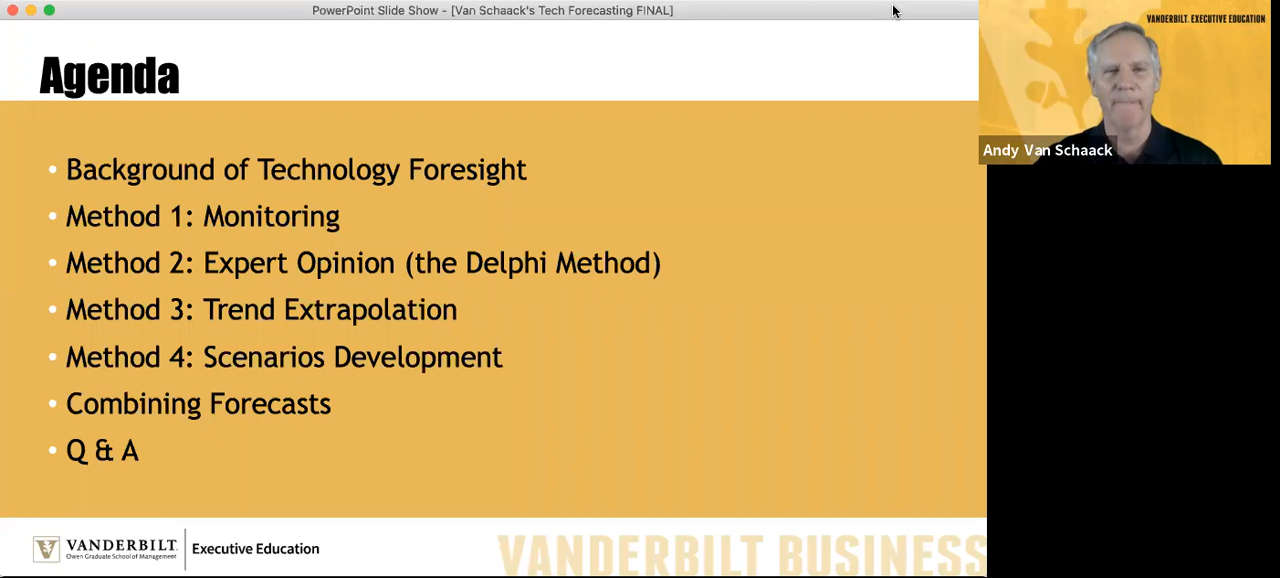 PowerPoint Slide Show - [Van Schaack's Tech Forecasting FINAL]
VANDERBILT. EXECUTIVE EDUCATION
Andy Van Schaack
Agenda
• Background of Technology Foresight
• Method 1: Monitoring
• Method 2: Expert Opinion (the Delphi Method)
• Method 3: Trend Extrapolation
• Method 4: Scenarios Development
• Combining Forecasts
• Q & A
VANDERBILT
Owen Graduate School of Management
Executive Education
VANDERBILT BUSINESS